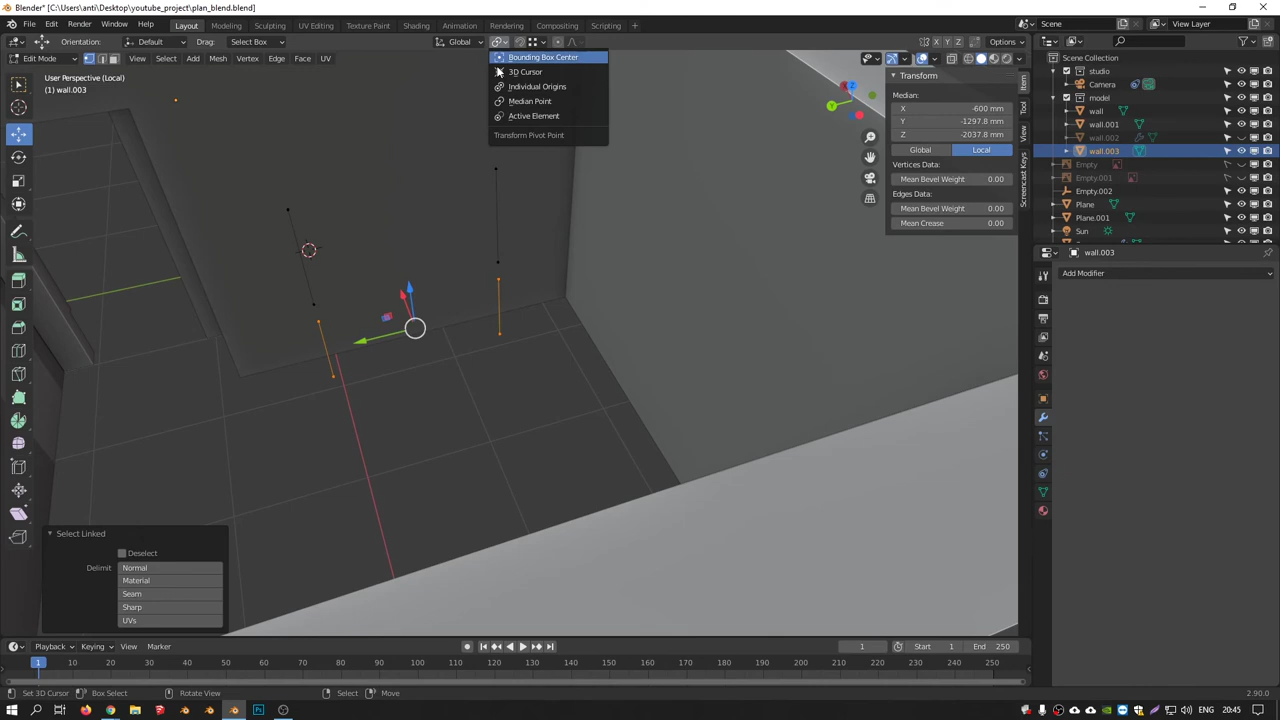 Blender* [C:\Users\anti\Desktop\youtube_project\plan_blend.blend]
File Edit Render Window Help Layout Modeling Sculpting UV Editing Texture Paint Shading Animation Rendering Compositing Scripting Scene View Layer
Orientation: Default Drag: Select Box Global Options
Edit Mode View Select Add Mesh Vertex Edge Face UV
User Perspective (Local)
(1) wall.003
Bounding Box Center
3D Cursor
Individual Origins
Median Point
Active Element
Transform Pivot Point
X Y Z
Transform
Median:
X -600 mm
Y -1297.8 mm
Z -2037.8 mm
Global Local
Vertices Data:
Mean Bevel Weight 0.00
Edges Data:
Mean Bevel Weight 0.00
Mean Crease 0.00
Item
Tool
View
Screencast Keys
Scene Collection
studio
Camera
model
wall
wall.001
wall.002
wall.003
Empty
Empty.001
Empty.002
Plane
Plane.001
Sun
wall.003
Add Modifier
Select Linked
Deselect
Delimit Normal
Material
Seam
Sharp
UVs
Playback Keying View Marker 1 Start 1 End 250
1 10 20 30 40 50 60 70 80 90 100 110 120 130 140 150 160 170 180 190 200 210 220 230 240 250
Set 3D Cursor Box Select Rotate View Select Move 2.90.0
ENG 20:45